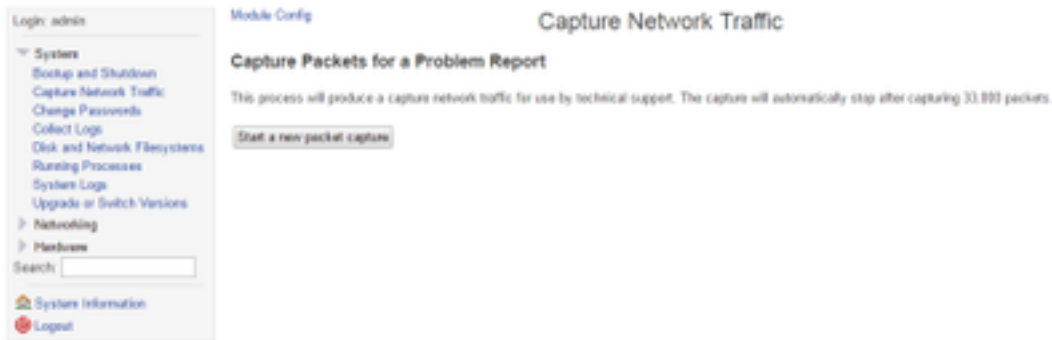 Login: admin
System
Bootup and Shutdown
Capture Network Traffic
Change Passwords
Collect Logs
Disk and Network Filesystems
Running Processes
System Logs
Upgrade or Switch Versions
Networking
Hardware
Search:
System Information
Logout
Module Config
Capture Network Traffic
Capture Packets for a Problem Report
This process will produce a capture network traffic for use by technical support. The capture will automatically stop after capturing packets.
Start a new packet capture